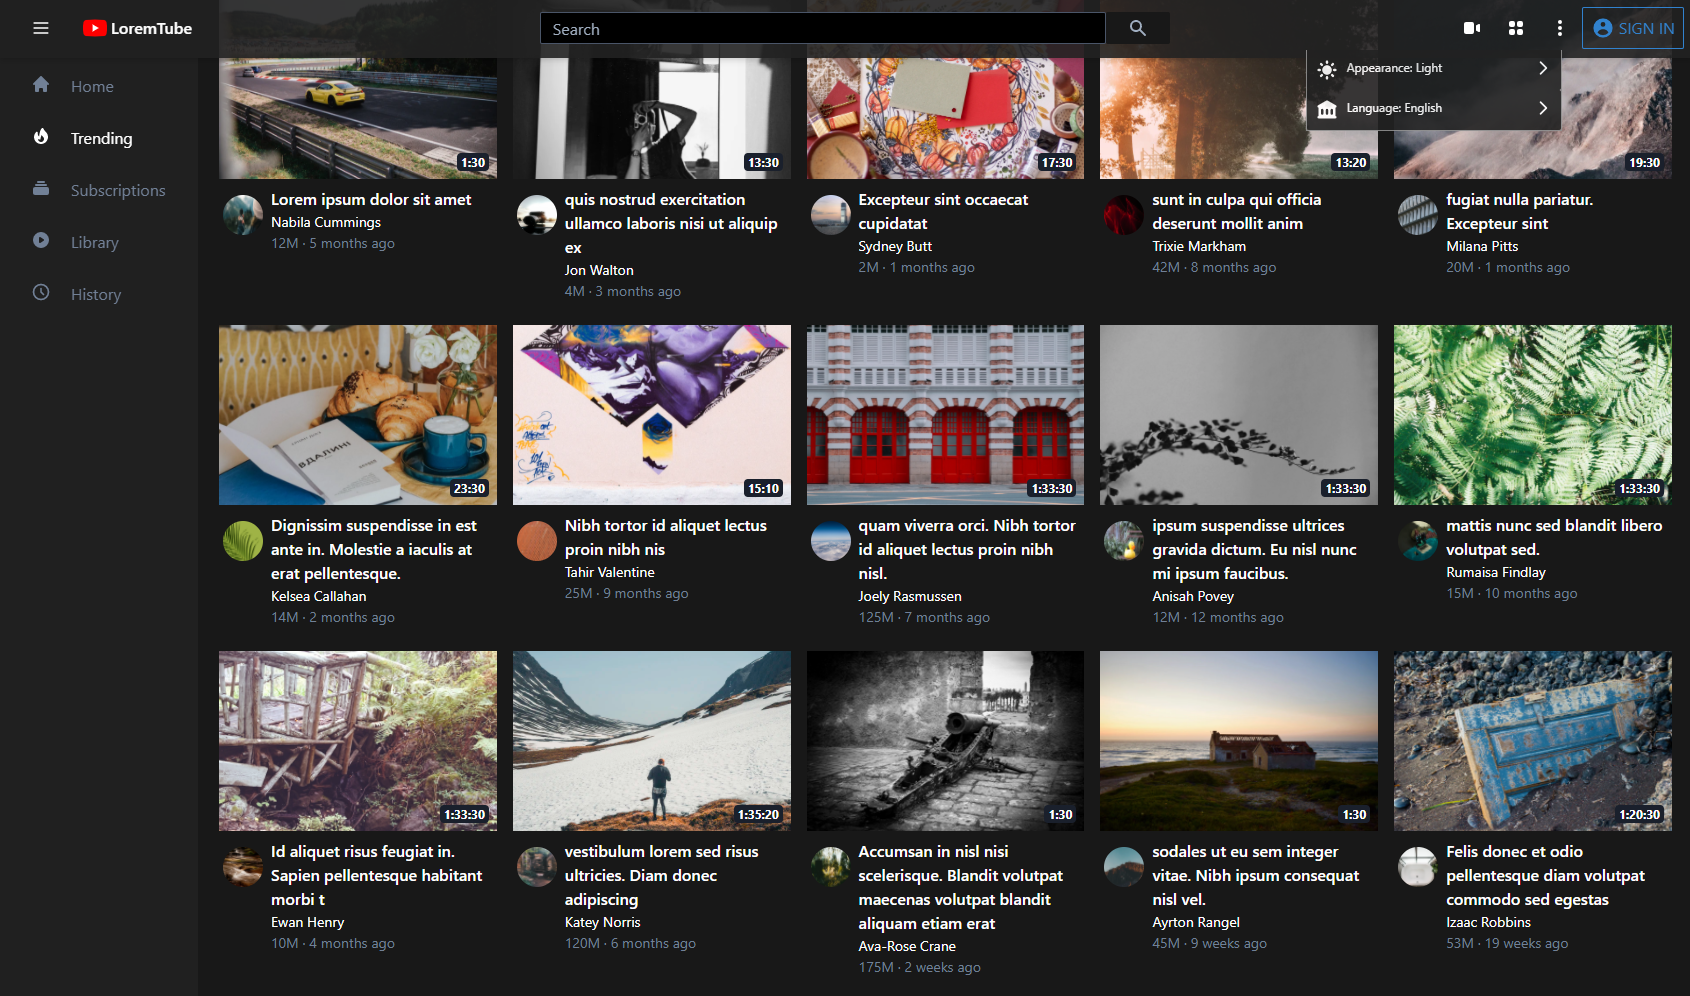 LoremTube
Search
SIGN IN
Appearance: Light
Language: English
Home
Trending
Subscriptions
Library
History
1:30
13:30
17:30
13:20
19:30
Lorem ipsum dolor sit amet
Nabila Cummings
12M · 5 months ago
quis nostrud exercitation
ullamco laboris nisi ut aliquip
ex
Jon Walton
4M · 3 months ago
Excepteur sint occaecat
cupidatat
Sydney Butt
2M · 1 months ago
sunt in culpa qui officia
deserunt mollit anim
Trixie Markham
42M · 8 months ago
fugiat nulla pariatur.
Excepteur sint
Milana Pitts
20M · 1 months ago
ВДАЛИНІ
23:30
15:10
1:33:30
1:33:30
1:33:30
Dignissim suspendisse in est
ante in. Molestie a iaculis at
erat pellentesque.
Kelsea Callahan
14M · 2 months ago
Nibh tortor id aliquet lectus
proin nibh nis
Tahir Valentine
25M · 9 months ago
quam viverra orci. Nibh tortor
id aliquet lectus proin nibh
nisl.
Joely Rasmussen
125M · 7 months ago
ipsum suspendisse ultrices
gravida dictum. Eu nisl nunc
mi ipsum faucibus.
Anisah Povey
12M · 12 months ago
mattis nunc sed blandit libero
volutpat sed.
Rumaisa Findlay
15M · 10 months ago
1:33:30
1:35:20
1:30
1:30
1:20:30
Id aliquet risus feugiat in.
Sapien pellentesque habitant
morbi t
Ewan Henry
10M · 4 months ago
vestibulum lorem sed risus
ultricies. Diam donec
adipiscing
Katey Norris
120M · 6 months ago
Accumsan in nisl nisi
scelerisque. Blandit volutpat
maecenas volutpat blandit
aliquam etiam erat
Ava-Rose Crane
175M · 2 weeks ago
sodales ut eu sem integer
vitae. Nibh ipsum consequat
nisl vel.
Ayrton Rangel
45M · 9 weeks ago
Felis donec et odio
pellentesque diam volutpat
commodo sed egestas
Izaac Robbins
53M · 19 weeks ago